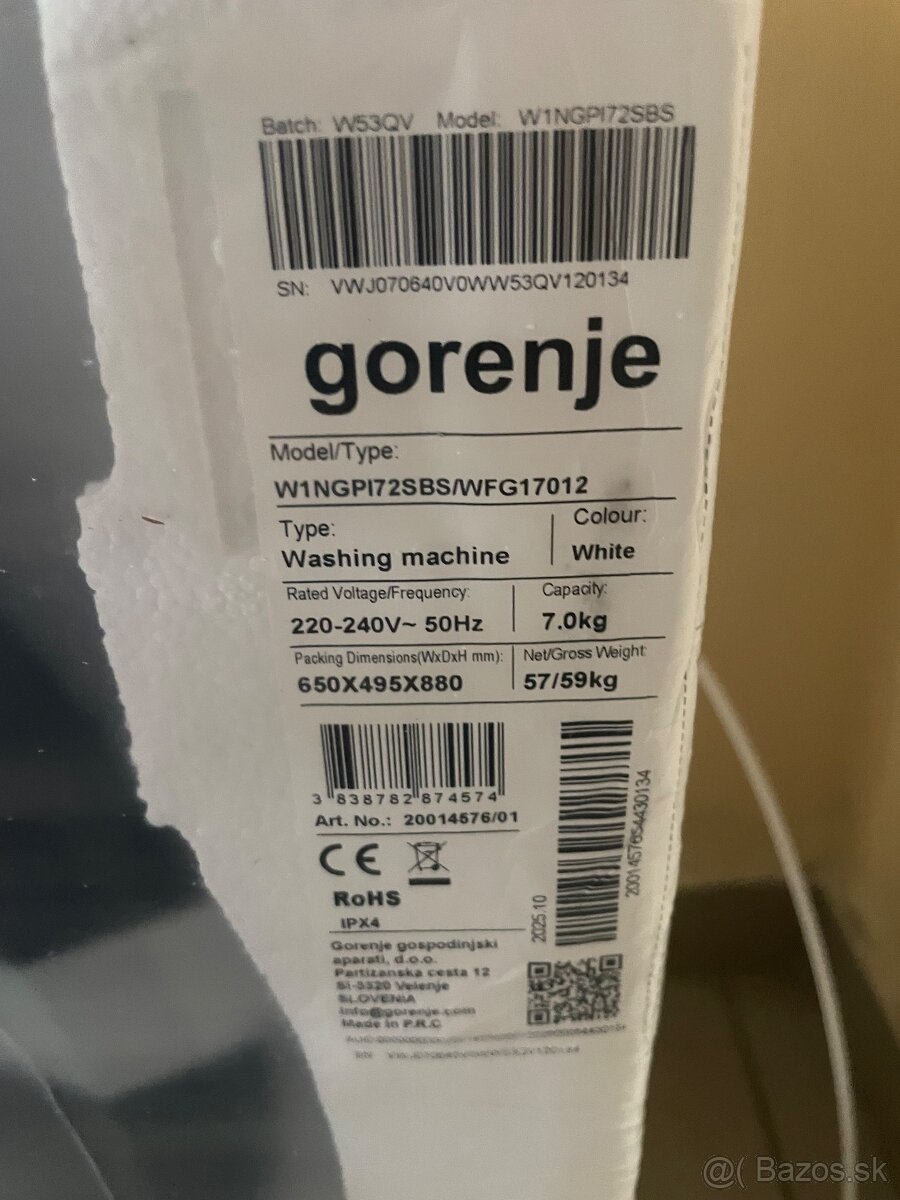 Batch: W53QV Model: W1NGPI72SBS
SN: VWJ070640V0WW53QV120134
gorenje
Model/Type:
W1NGPI72SBS/WFG17012
Type: Colour:
Washing machine White
Rated Voltage/Frequency: Capacity:
220-240V~ 50Hz 7.0kg
Packing Dimensions(WxDxH mm): Net/Gross Weight:
650X495X880 57/59kg
3 838782 874574
Art. No.: 20014576/01
CE
RoHS
IPX4
2025.10
Gorenje gospodinjski
aparati, d.o.o.
Partizanska cesta 12
SI-3320 Velenje
SLOVENIA
info@gorenje.com
Made in P.R.C
@( Bazos.sk